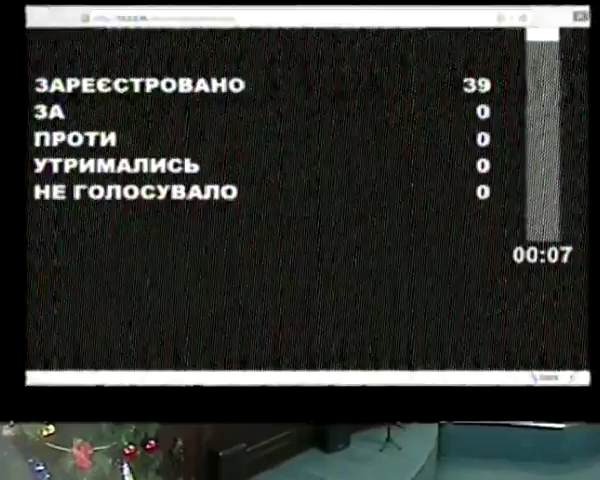 ЗАРЕЄСТРОВАНО 39
ЗА 0
ПРОТИ 0
УТРИМАЛИСЬ 0
НЕ ГОЛОСУВАЛО 0
00:07